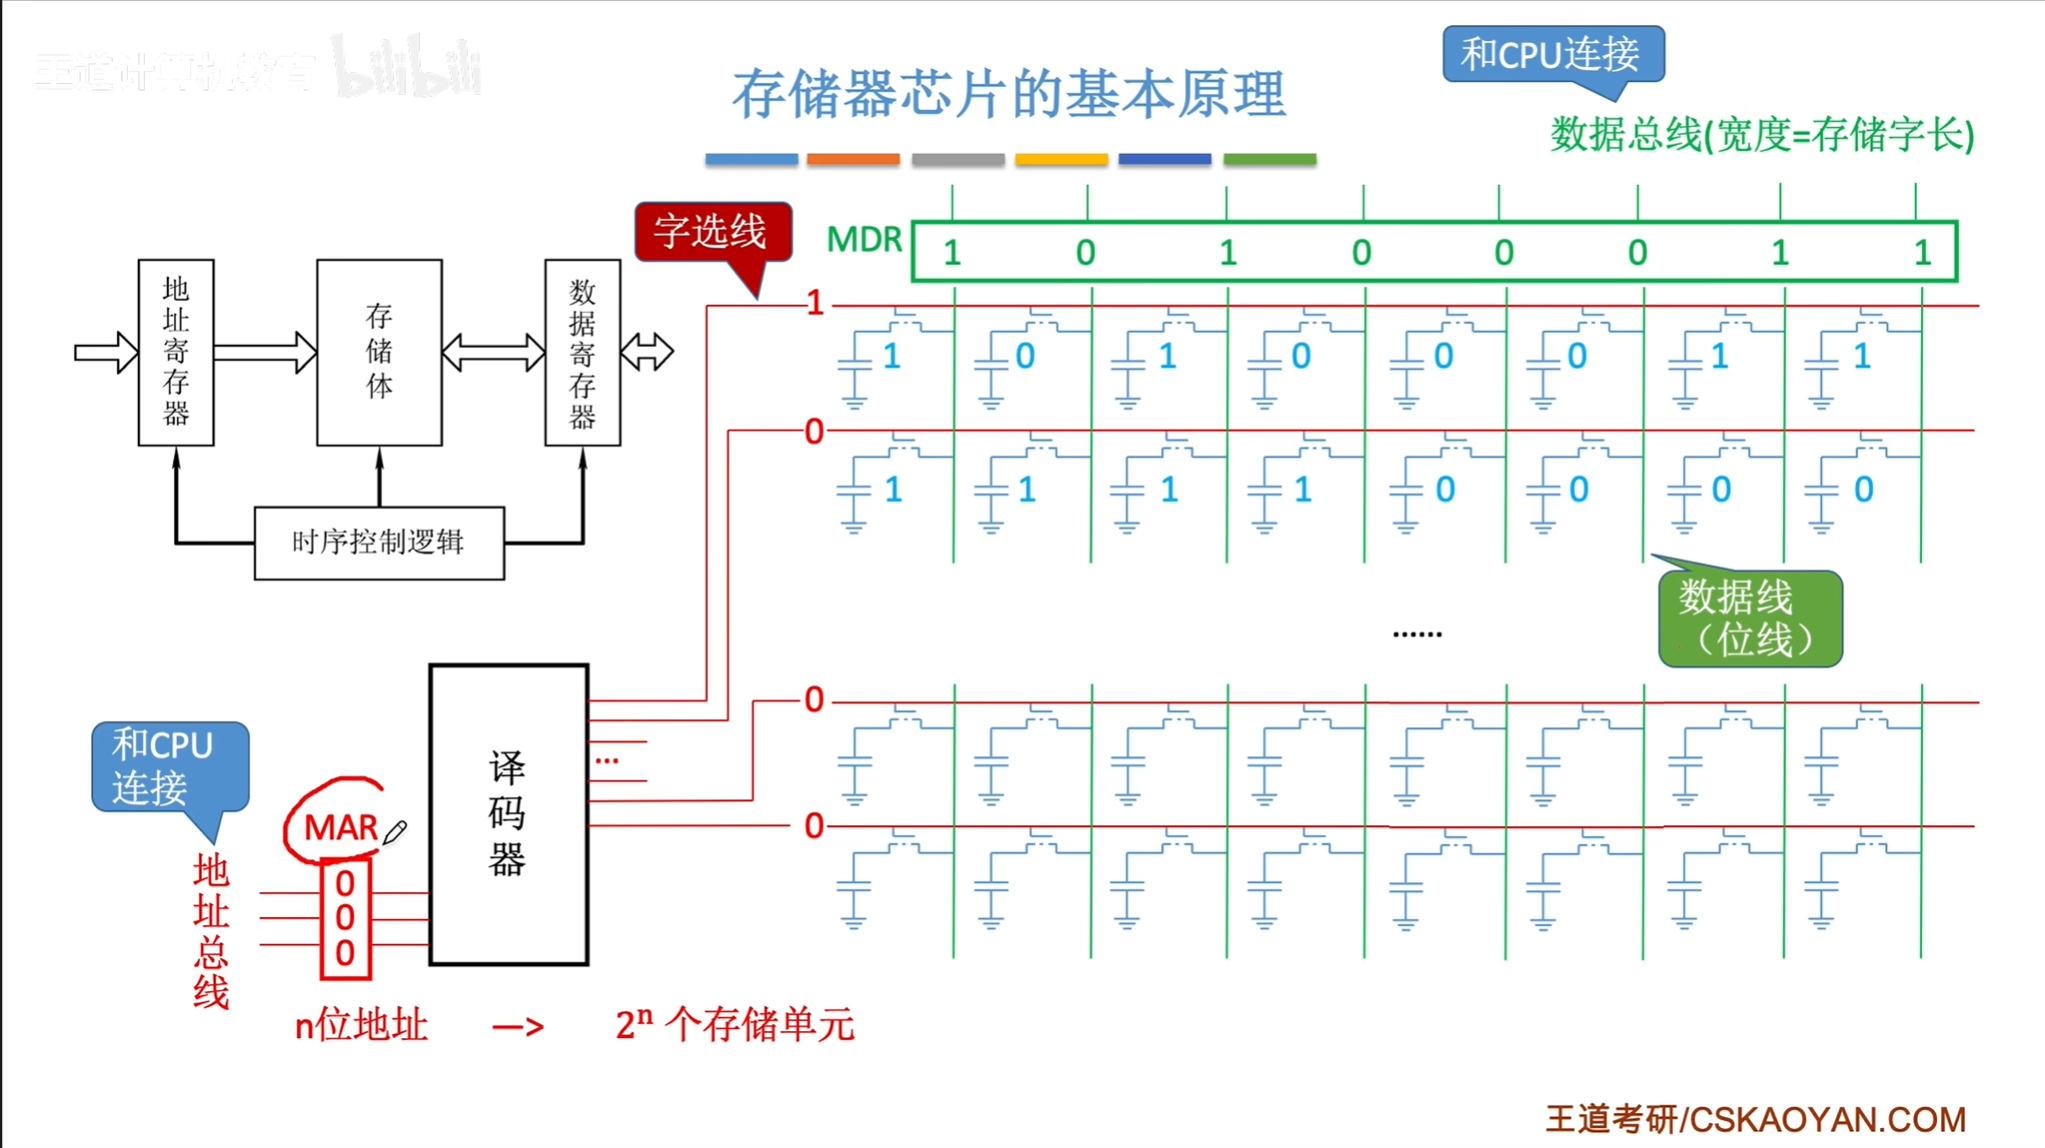 王道计算机教育 bilibili
存储器芯片的基本原理
和CPU连接
数据总线(宽度=存储字长)
字选线
MDR 1 0 1 0 0 0 1 1
地址寄存器
存储体
数据寄存器
时序控制逻辑
1
1 0 1 0 0 0 1 1
0
1 1 1 1 0 0 0 0
数据线
（位线）
......
0
0
译码器
...
和CPU
连接
MAR
地址总线
0
0
0
n位地址 —> 2ⁿ 个存储单元
王道考研/CSKAOYAN.COM